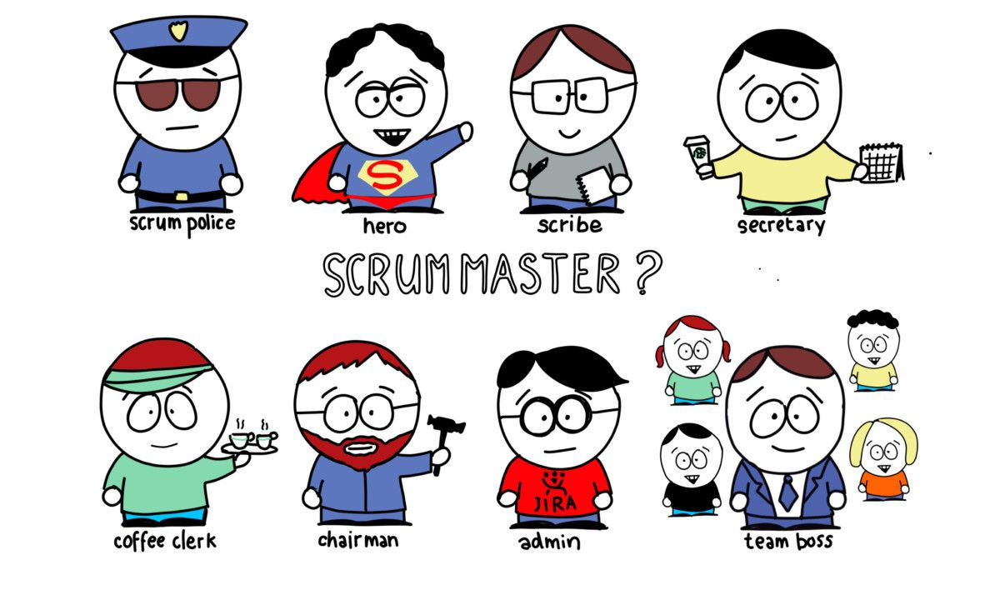 scrum police
hero
S
scribe
secretary
SCRUM MASTER?
coffee clerk
chairman
JIRA
admin
team boss